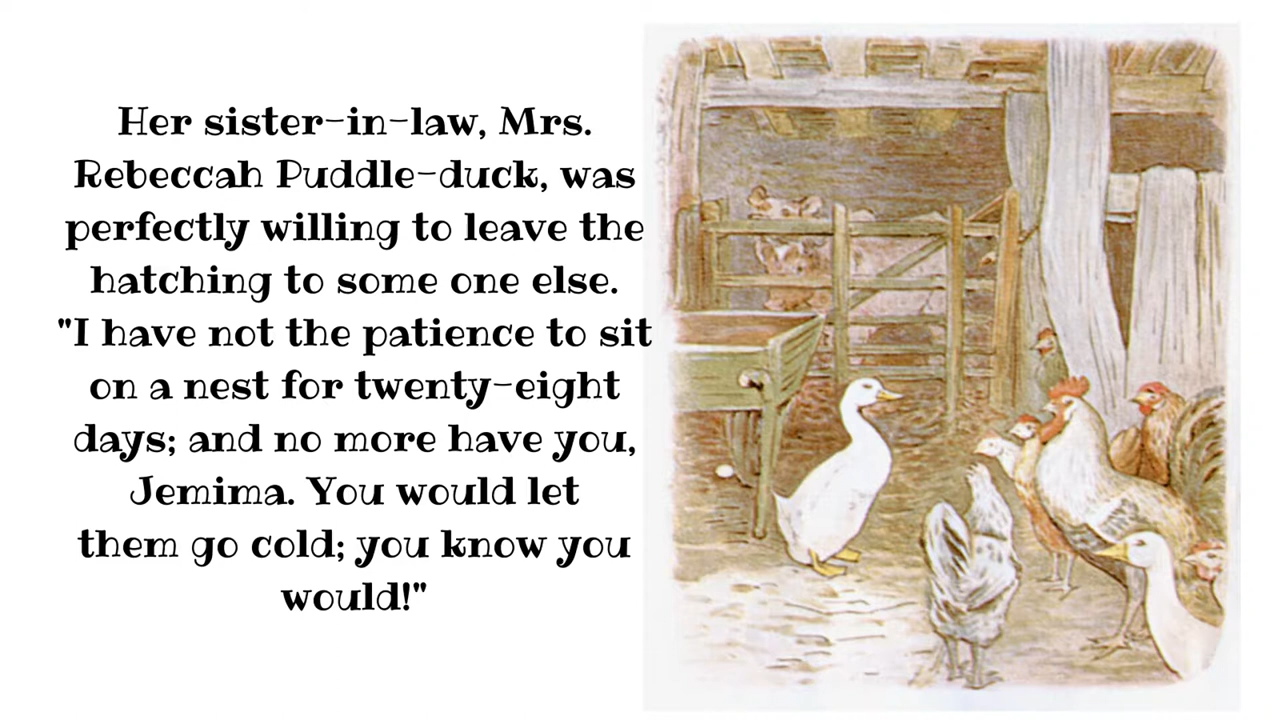 Her sister-in-law, Mrs.
Rebeccah Puddle-duck, was
perfectly willing to leave the
hatching to some one else.
"I have not the patience to sit
on a nest for twenty-eight
days; and no more have you,
Jemima. You would let
them go cold; you know you
would!"